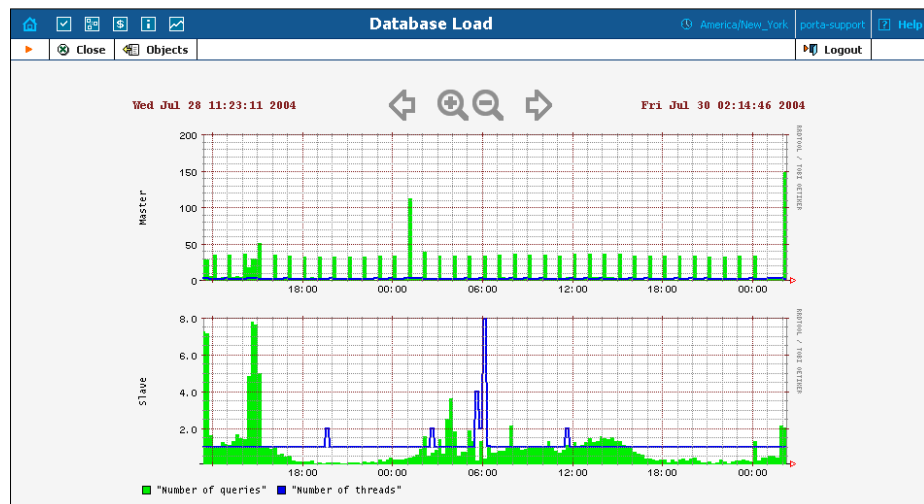 Database Load
America/New_York
porta-support
? Help
Close
Objects
Logout
Wed Jul 28 11:23:11 2004
Fri Jul 30 02:14:46 2004
200
150
100
50
0
Master
18:00 00:00 06:00 12:00 18:00 00:00
RRDTOOL / TOBI OETIKER
8.0
6.0
4.0
2.0
Slave
18:00 00:00 06:00 12:00 18:00 00:00
RRDTOOL / TOBI OETIKER
"Number of queries" "Number of threads"